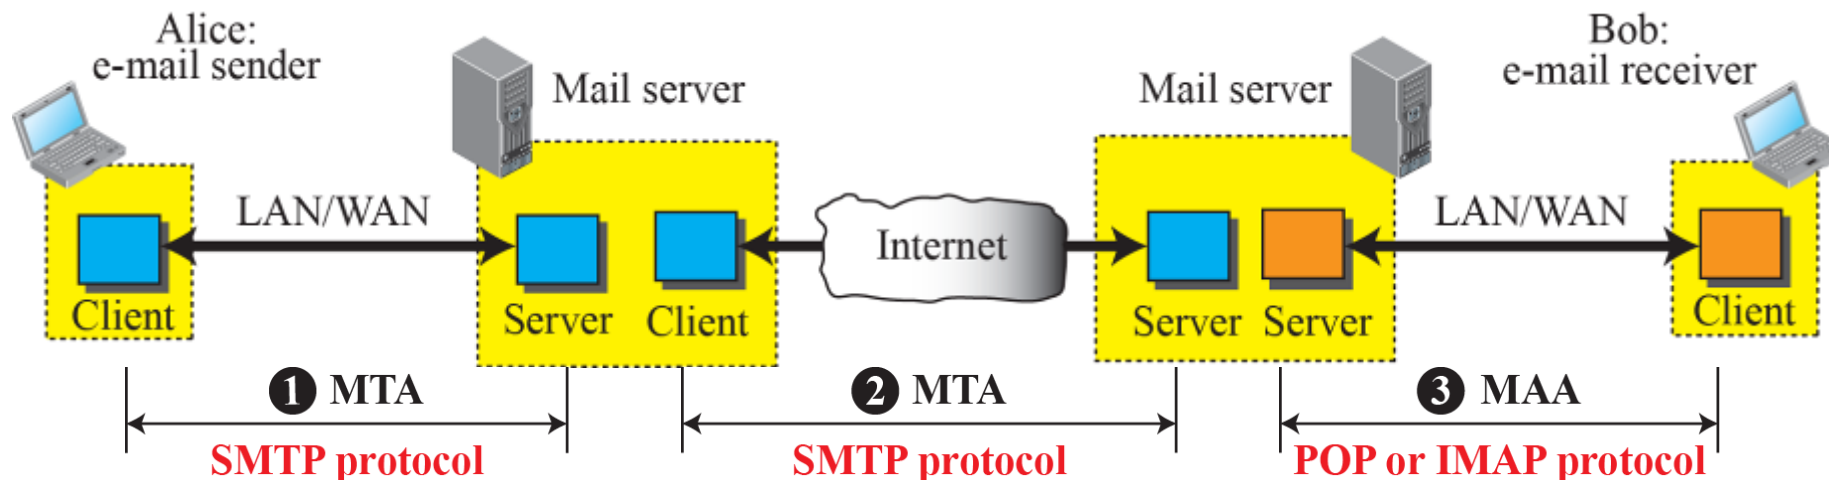 Alice:
e-mail sender
Mail server
Mail server
Bob:
e-mail receiver
LAN/WAN
Internet
LAN/WAN
Client
Server
Client
Server
Server
Client
1 MTA
2 MTA
3 MAA
SMTP protocol
SMTP protocol
POP or IMAP protocol